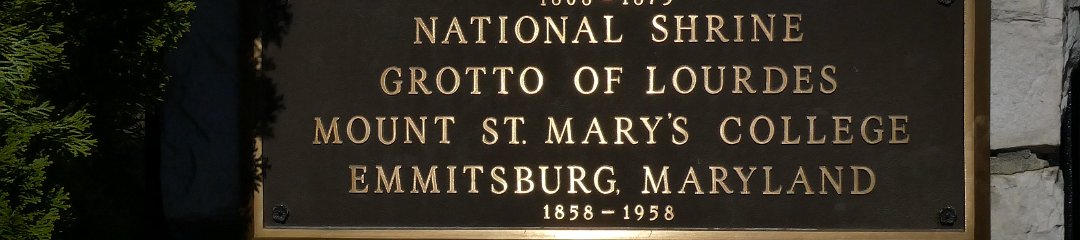 NATIONAL SHRINE
GROTTO OF LOURDES
MOUNT ST. MARY'S COLLEGE
EMMITSBURG, MARYLAND
1858-1958